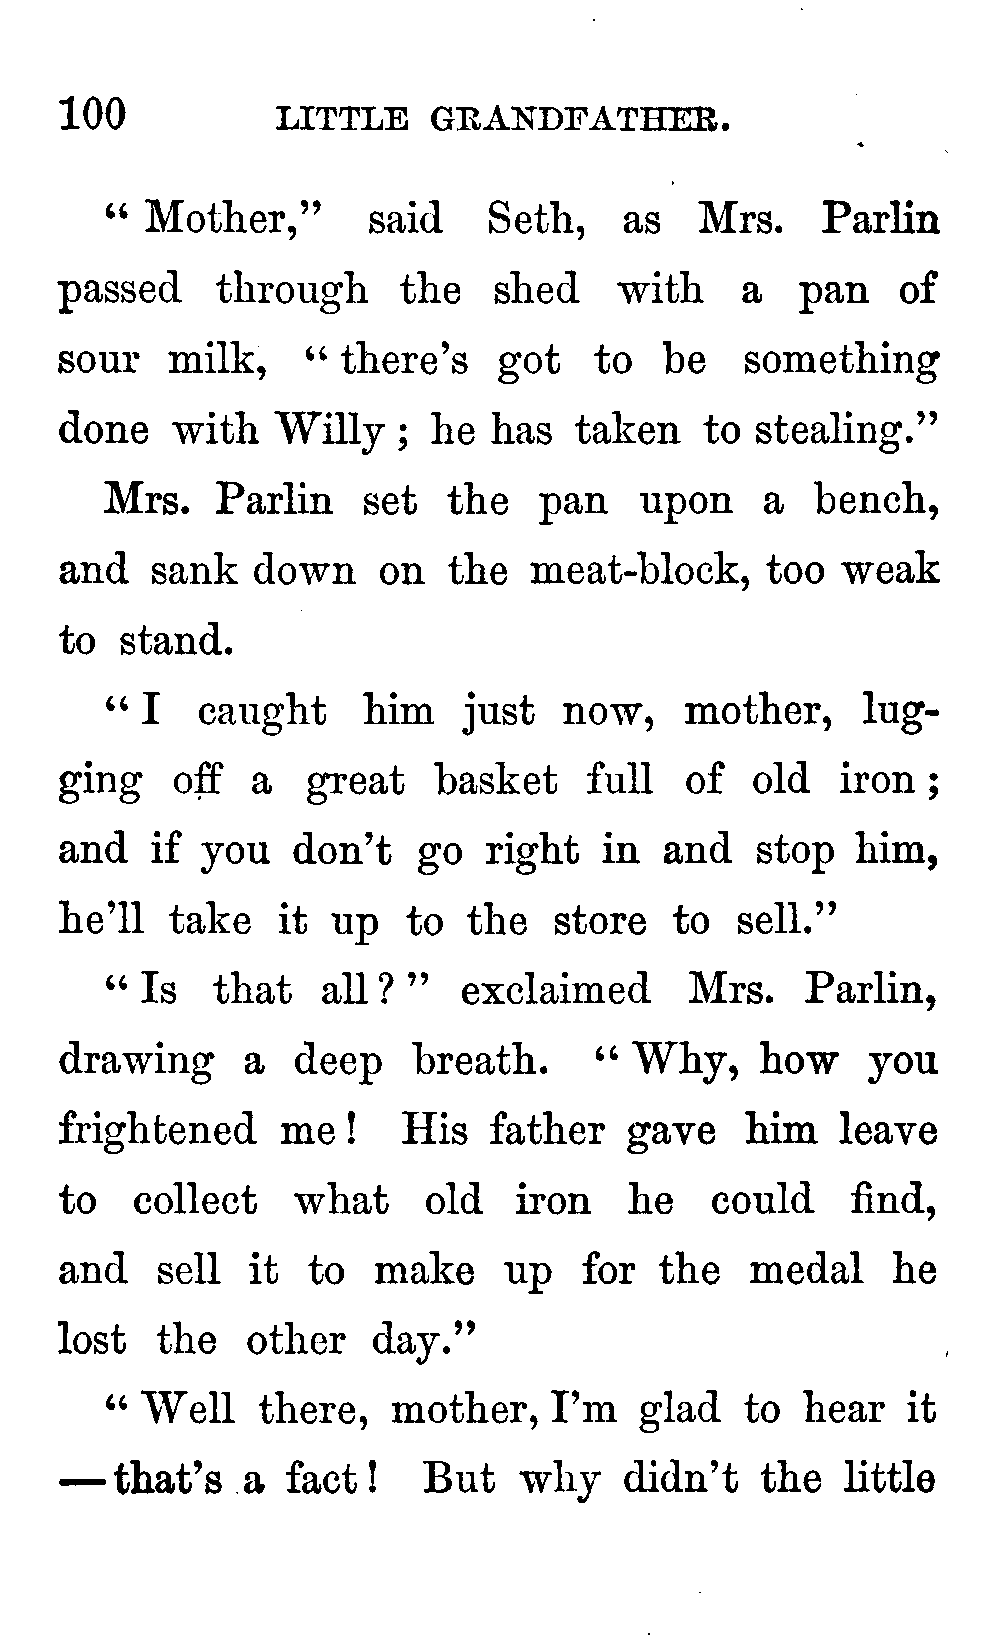 100 LITTLE GRANDFATHER.
“ Mother,” said Seth, as Mrs. Parlin
passed through the shed with a pan of
sour milk, “ there’s got to be something
done with Willy ; he has taken to stealing.”
Mrs. Parlin set the pan upon a bench,
and sank down on the meat-block, too weak
to stand.
“ I caught him just now, mother, lug-
ging off a great basket full of old iron ;
and if you don’t go right in and stop him,
he’ll take it up to the store to sell.”
“ Is that all ? ” exclaimed Mrs. Parlin,
drawing a deep breath. “ Why, how you
frightened me ! His father gave him leave
to collect what old iron he could find,
and sell it to make up for the medal he
lost the other day.”
“ Well there, mother, I’m glad to hear it
— that’s a fact ! But why didn’t the little